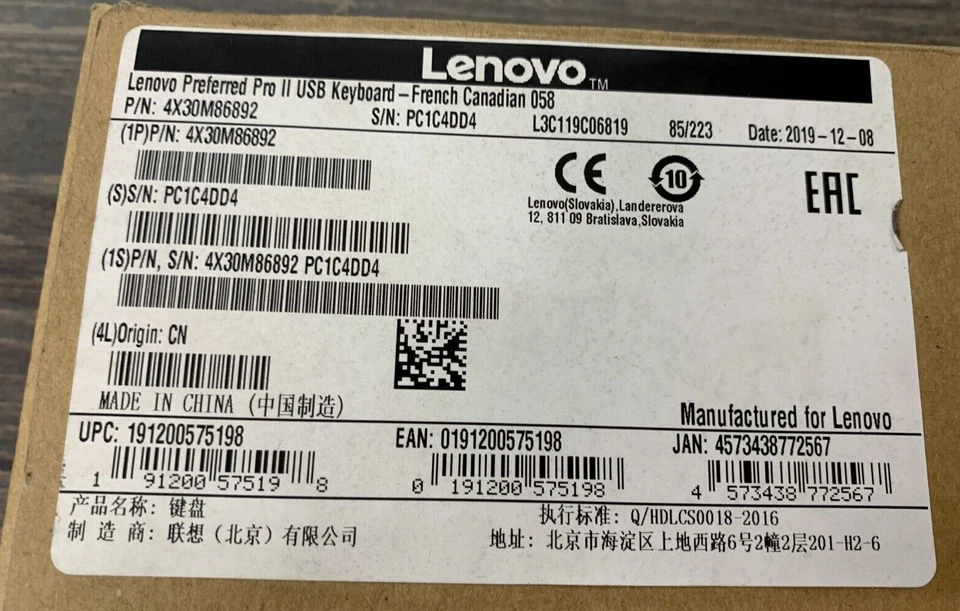 Lenovo™
Lenovo Preferred Pro II USB Keyboard – French Canadian 058
P/N: 4X30M86892 S/N: PC1C4DD4 L3C119C06819 85/223 Date: 2019-12-08
(1P)P/N: 4X30M86892
CE 10 EAC
(S)S/N: PC1C4DD4
Lenovo(Slovakia),Landererova
12, 811 09 Bratislava,Slovakia
(1S)P/N, S/N: 4X30M86892 PC1C4DD4
(4L)Origin: CN
MADE IN CHINA (中国制造)
Manufactured for Lenovo
UPC: 191200575198 EAN: 0191200575198 JAN: 4573438772567
1 91200 57519 8 0 191200 575198 4 573438 772567
产品名称: 键盘 执行标准: Q/HDLCS0018-2016
制 造 商: 联想 (北京) 有限公司 地址: 北京市海淀区上地西路6号2幢2层201-H2-6